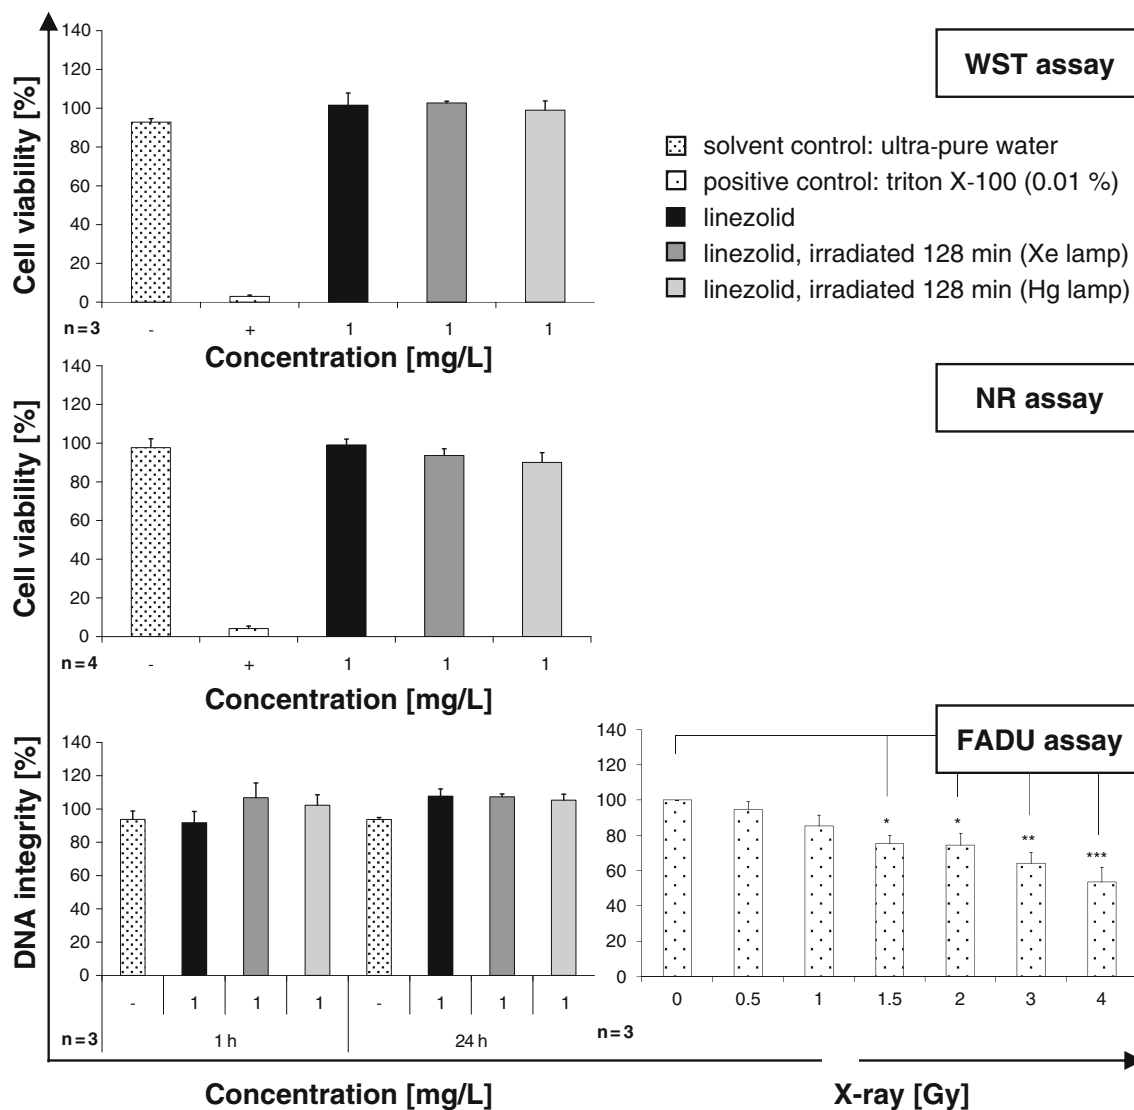 WST assay
Cell viability [%]
140
120
100
80
60
40
20
0
n=3 - + 1 1 1
Concentration [mg/L]
solvent control: ultra-pure water
positive control: triton X-100 (0.01 %)
linezolid
linezolid, irradiated 128 min (Xe lamp)
linezolid, irradiated 128 min (Hg lamp)
NR assay
Cell viability [%]
140
120
100
80
60
40
20
0
n=4 - + 1 1 1
Concentration [mg/L]
FADU assay
DNA integrity [%]
140
120
100
80
60
40
20
0
- 1 1 1 - 1 1 1
n=3 1 h 24 h
Concentration [mg/L]
140
120
100
80
60
40
20
0
* * ** ***
0 0.5 1 1.5 2 3 4
n=3
X-ray [Gy]